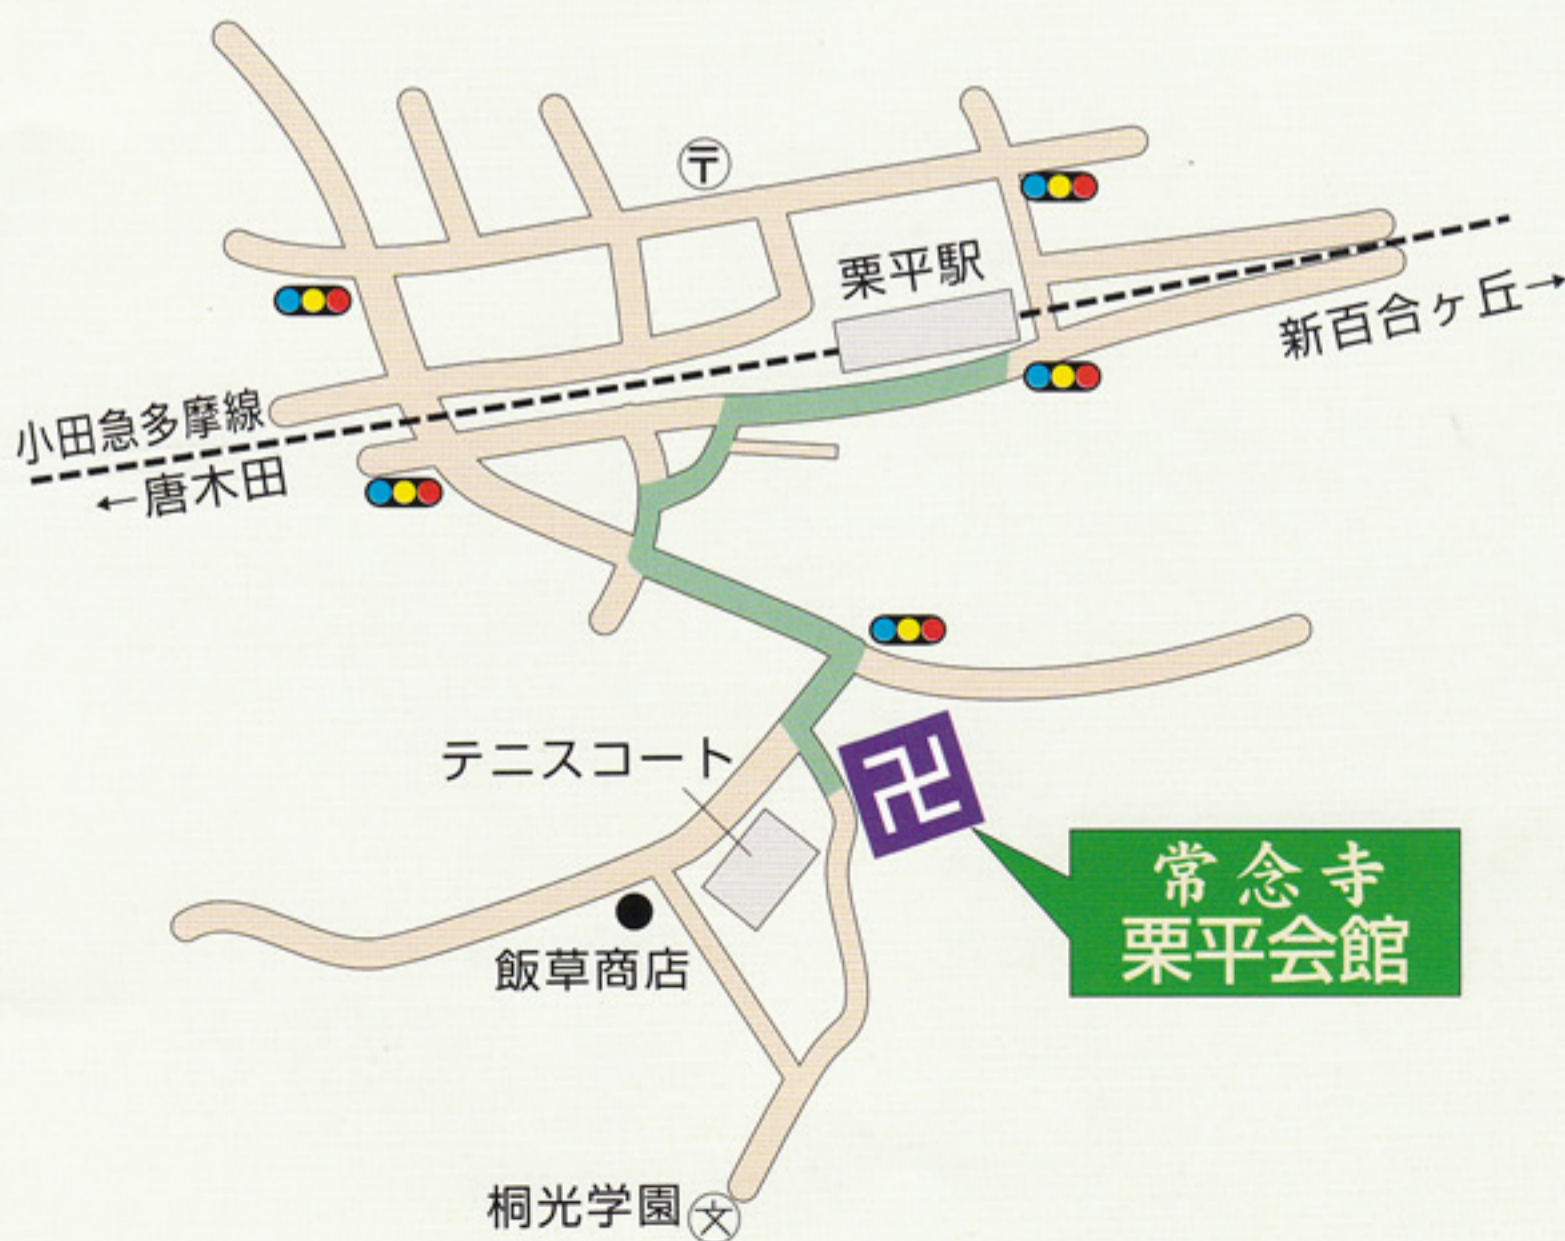 〒
栗平駅
新百合ヶ丘→
小田急多摩線
←唐木田
テニスコート
卍
常念寺
栗平会館
飯草商店
桐光学園
文